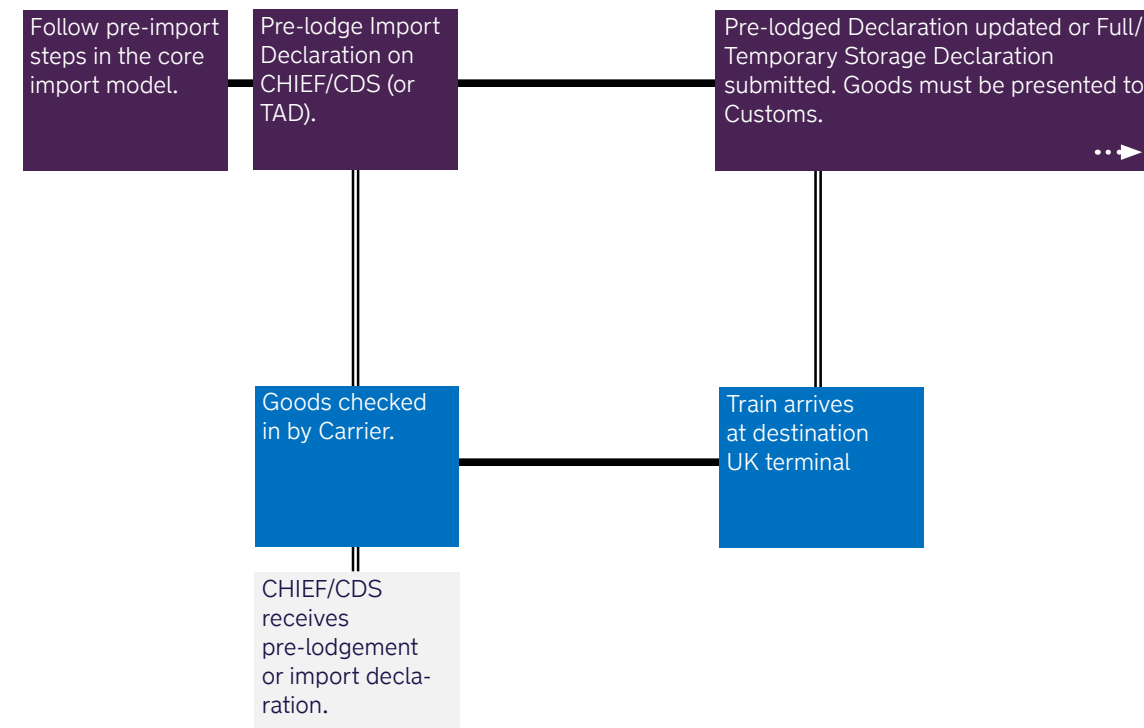 Follow pre-import
steps in the core
import model.
Pre-lodge Import
Declaration on
CHIEF/CDS (or
TAD).
Pre-lodged Declaration updated or Full/
Temporary Storage Declaration
submitted. Goods must be presented to
Customs.
Goods checked
in by Carrier.
Train arrives
at destination
UK terminal
CHIEF/CDS
receives
pre-lodgement
or import decla-
ration.